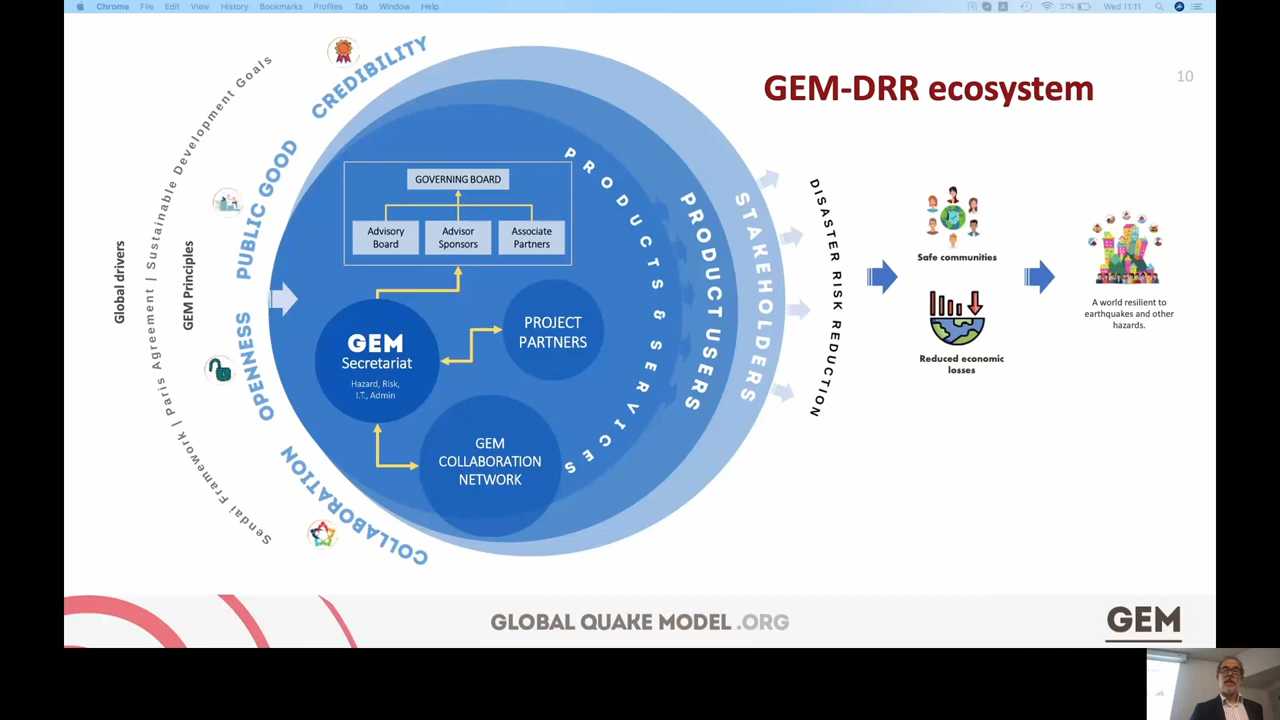 Chrome File Edit View History Bookmarks Profiles Tab Window Help
27% Wed 11:11
GEM-DRR ecosystem
10
Global drivers
Sendai Framework | Paris Agreement | Sustainable Development Goals
GEM Principles
CREDIBILITY
PUBLIC GOOD
OPENNESS
COLLABORATION
GOVERNING BOARD
Advisory
Board
Advisor
Sponsors
Associate
Partners
GEM
Secretariat
Hazard, Risk,
I.T., Admin
PROJECT
PARTNERS
GEM
COLLABORATION
NETWORK
PRODUCTS & SERVICES
PRODUCT USERS
STAKEHOLDERS
DISASTER RISK REDUCTION
Safe communities
Reduced economic
losses
A world resilient to
earthquakes and other
hazards.
GLOBAL QUAKE MODEL .ORG
GEM